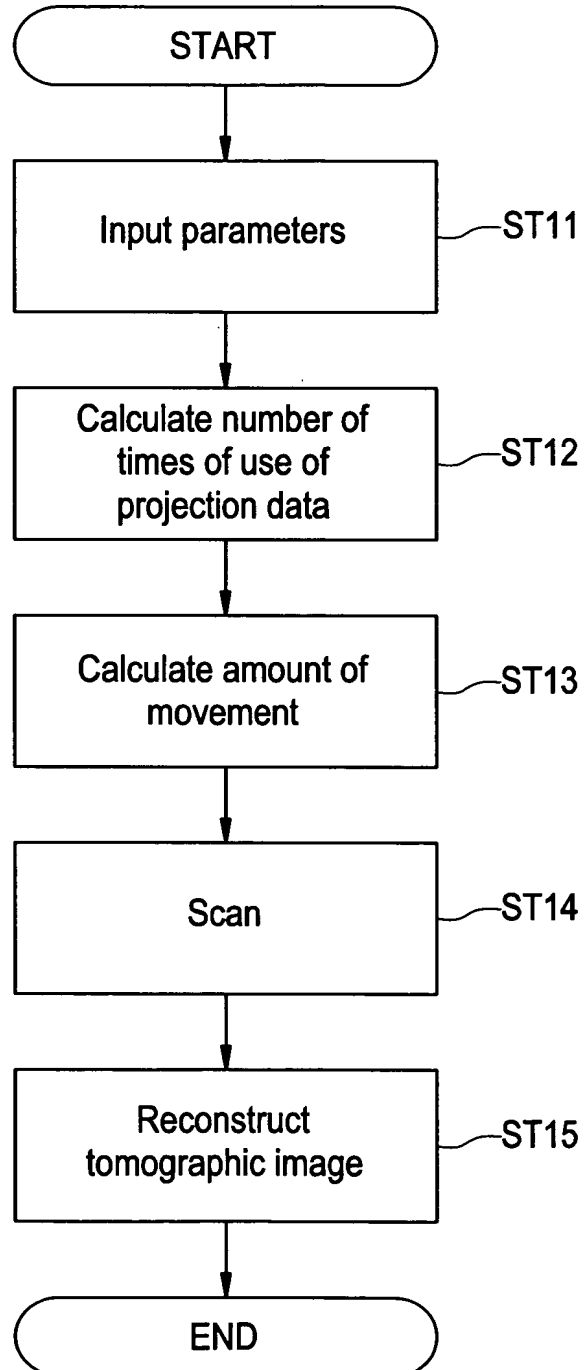 START
Input parameters
ST11
Calculate number of
times of use of
projection data
ST12
Calculate amount of
movement
ST13
Scan
ST14
Reconstruct
tomographic image
ST15
END